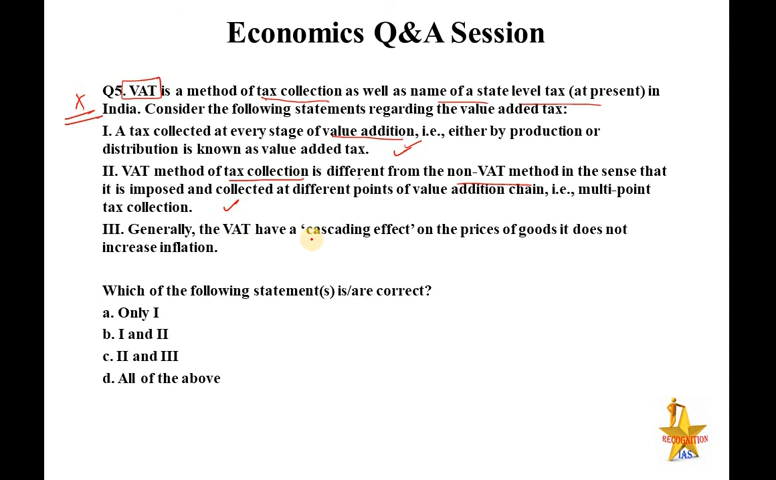 Economics Q&A Session
Q5. VAT is a method of tax collection as well as name of a state level tax (at present) in
India. Consider the following statements regarding the value added tax:
I. A tax collected at every stage of value addition, i.e., either by production or
distribution is known as value added tax.
II. VAT method of tax collection is different from the non-VAT method in the sense that
it is imposed and collected at different points of value addition chain, i.e., multi-point
tax collection.
III. Generally, the VAT have a ‘cascading effect’ on the prices of goods it does not
increase inflation.
Which of the following statement(s) is/are correct?
a. Only I
b. I and II
c. II and III
d. All of the above
RECOGNITION
IAS